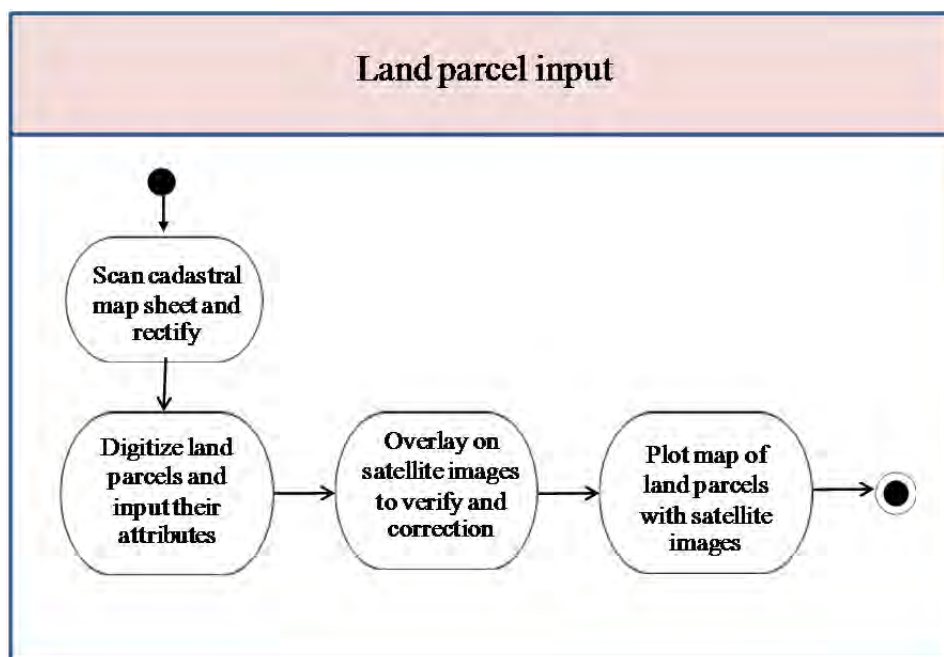 Land parcel input
Scan cadastral
map sheet and
rectify
Digitize land
parcels and
input their
attributes
Overlay on
satellite images
to verify and
correction
Plot map of
land parcels
with satellite
images